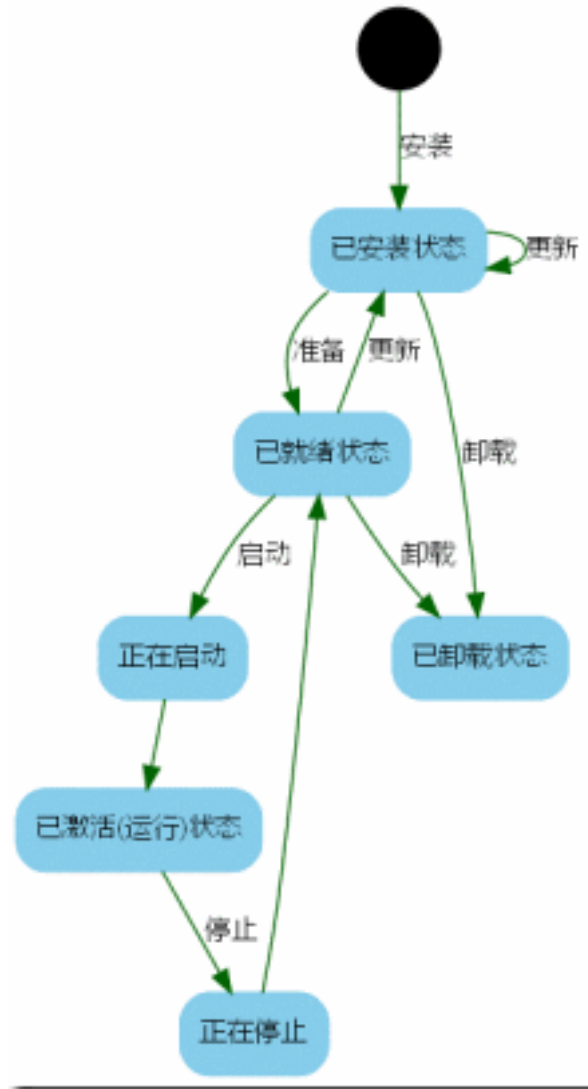 安装
已安装状态
更新
准备
更新
已就绪状态
卸载
启动
卸载
正在启动
已卸载状态
已激活(运行)状态
停止
正在停止